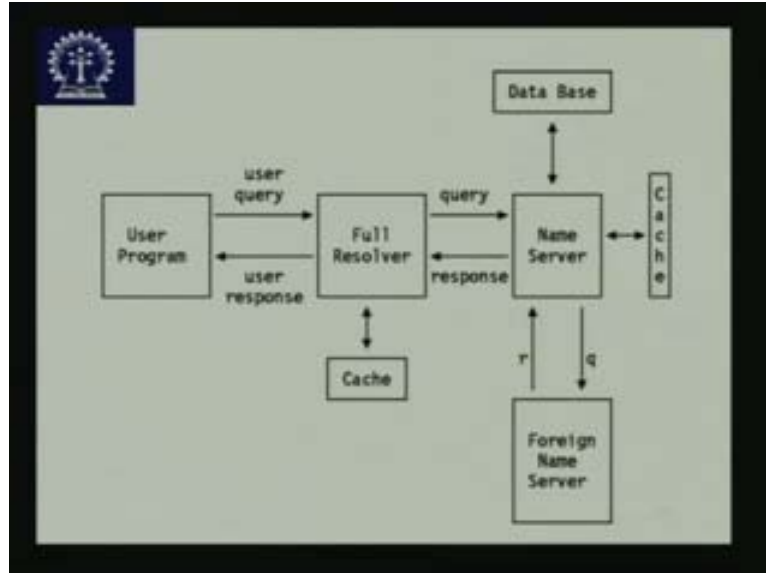 Data Base
user
query
query
User
Program
Full
Resolver
Name
Server
C
a
c
h
e
user
response
response
Cache
r
q
Foreign
Name
Server